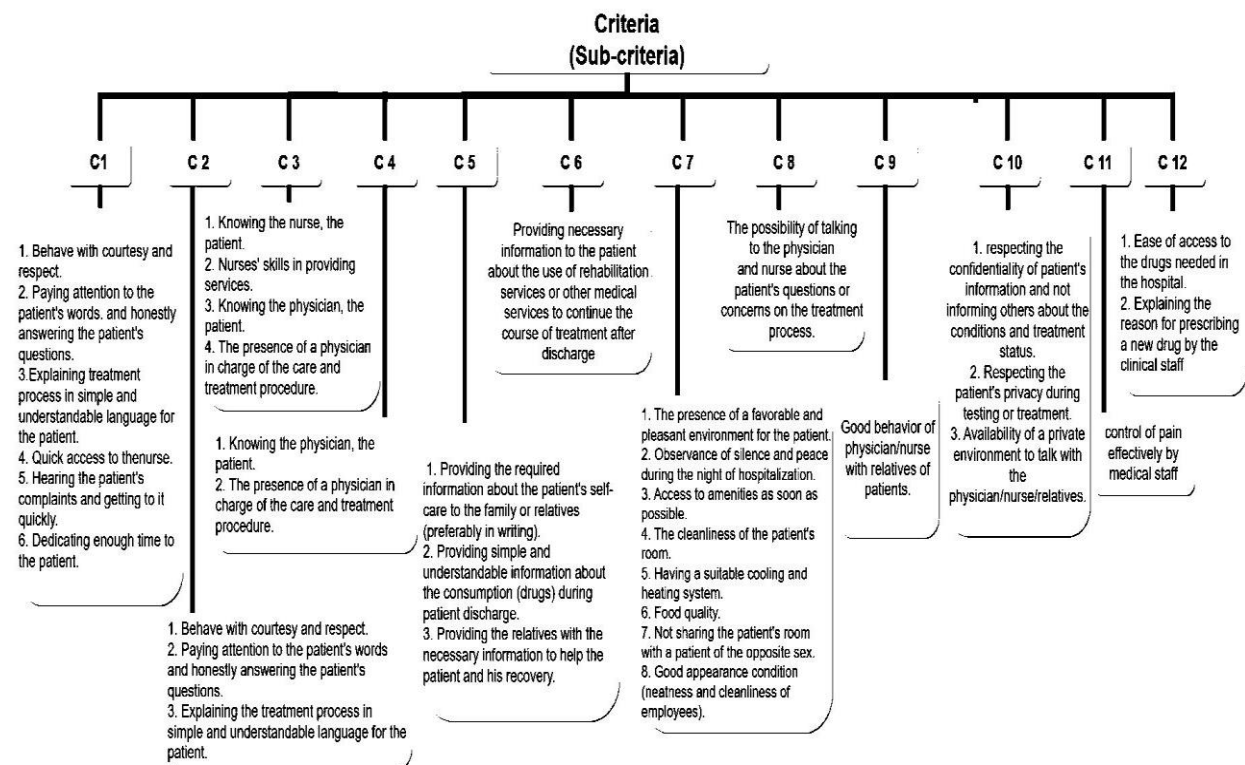 Criteria
(Sub-criteria)
C1
C 2
C 3
C 4
C 5
C 6
C 7
C 8
C 9
C 10
C 11
C 12
1. Behave with courtesy and
respect.
2. Paying attention to the
patient's words. and honestly
answering the patient's
questions.
3.Explaining treatment
process in simple and
understandable language for
the patient.
4. Quick access to thenurse.
5. Hearing the patient's
complaints and getting to it
quickly.
6. Dedicating enough time to
the patient.
1. Behave with courtesy and respect.
2. Paying attention to the patient's words
and honestly answering the patient's
questions.
3. Explaining the treatment process in
simple and understandable language for the
patient.
1. Knowing the nurse, the
patient.
2. Nurses' skills in providing
services.
3. Knowing the physician, the
patient.
4. The presence of a physician
in charge of the care and
treatment procedure.
1. Knowing the physician, the
patient.
2. The presence of a physician in
charge of the care and treatment
procedure.
1. Providing the required
information about the patient's self-
care to the family or relatives
(preferably in writing).
2. Providing simple and
understandable information about
the consumption (drugs) during
patient discharge.
3. Providing the relatives with the
necessary information to help the
patient and his recovery.
Providing necessary
information to the patient
about the use of rehabilitation
services or other medical
services to continue the
course of treatment after
discharge
1. The presence of a favorable and
pleasant environment for the patient.
2. Observance of silence and peace
during the night of hospitalization.
3. Access to amenities as soon as
possible.
4. The cleanliness of the patient's
room.
5. Having a suitable cooling and
heating system.
6. Food quality.
7. Not sharing the patient's room
with a patient of the opposite sex.
8. Good appearance condition
(neatness and cleanliness of
employees).
The possibility of talking
to the physician
and nurse about the
patient's questions or
concerns on the treatment
process.
Good behavior of
physician/nurse
with relatives of
patients.
1. respecting the
confidentiality of patient's
information and not
informing others about the
conditions and treatment
status.
2. Respecting the
patient's privacy during
testing or treatment.
3. Availability of a private
environment to talk with
the
physician/nurse/relatives.
control of pain
effectively by
medical staff
1. Ease of access to
the drugs needed in
the hospital.
2. Explaining the
reason for prescribing
a new drug by the
clinical staff